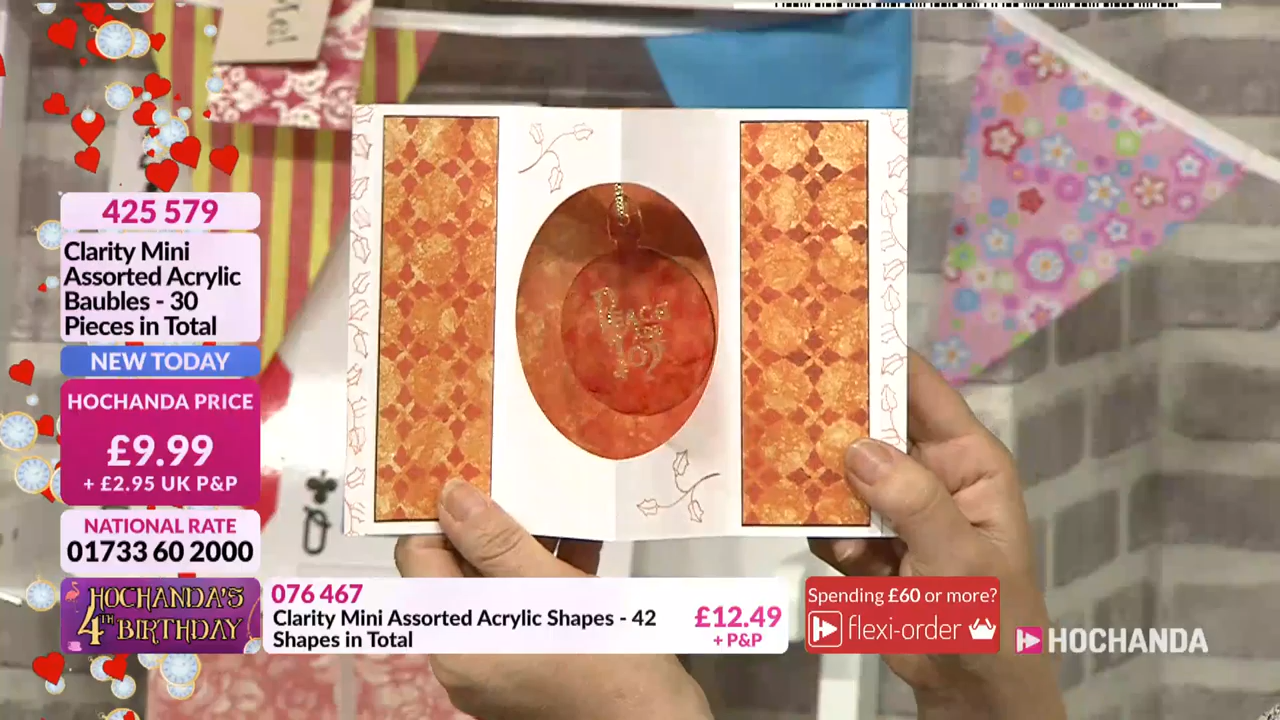 425 579
Clarity Mini
Assorted Acrylic
Baubles - 30
Pieces in Total
NEW TODAY
HOCHANDA PRICE
£9.99
+ £2.95 UK P&P
NATIONAL RATE
01733 60 2000
HOCHANDA'S
4TH BIRTHDAY
076 467
Clarity Mini Assorted Acrylic Shapes - 42
Shapes in Total
£12.49
+ P&P
Spending £60 or more?
flexi-order
HOCHANDA
PEACE
JOY